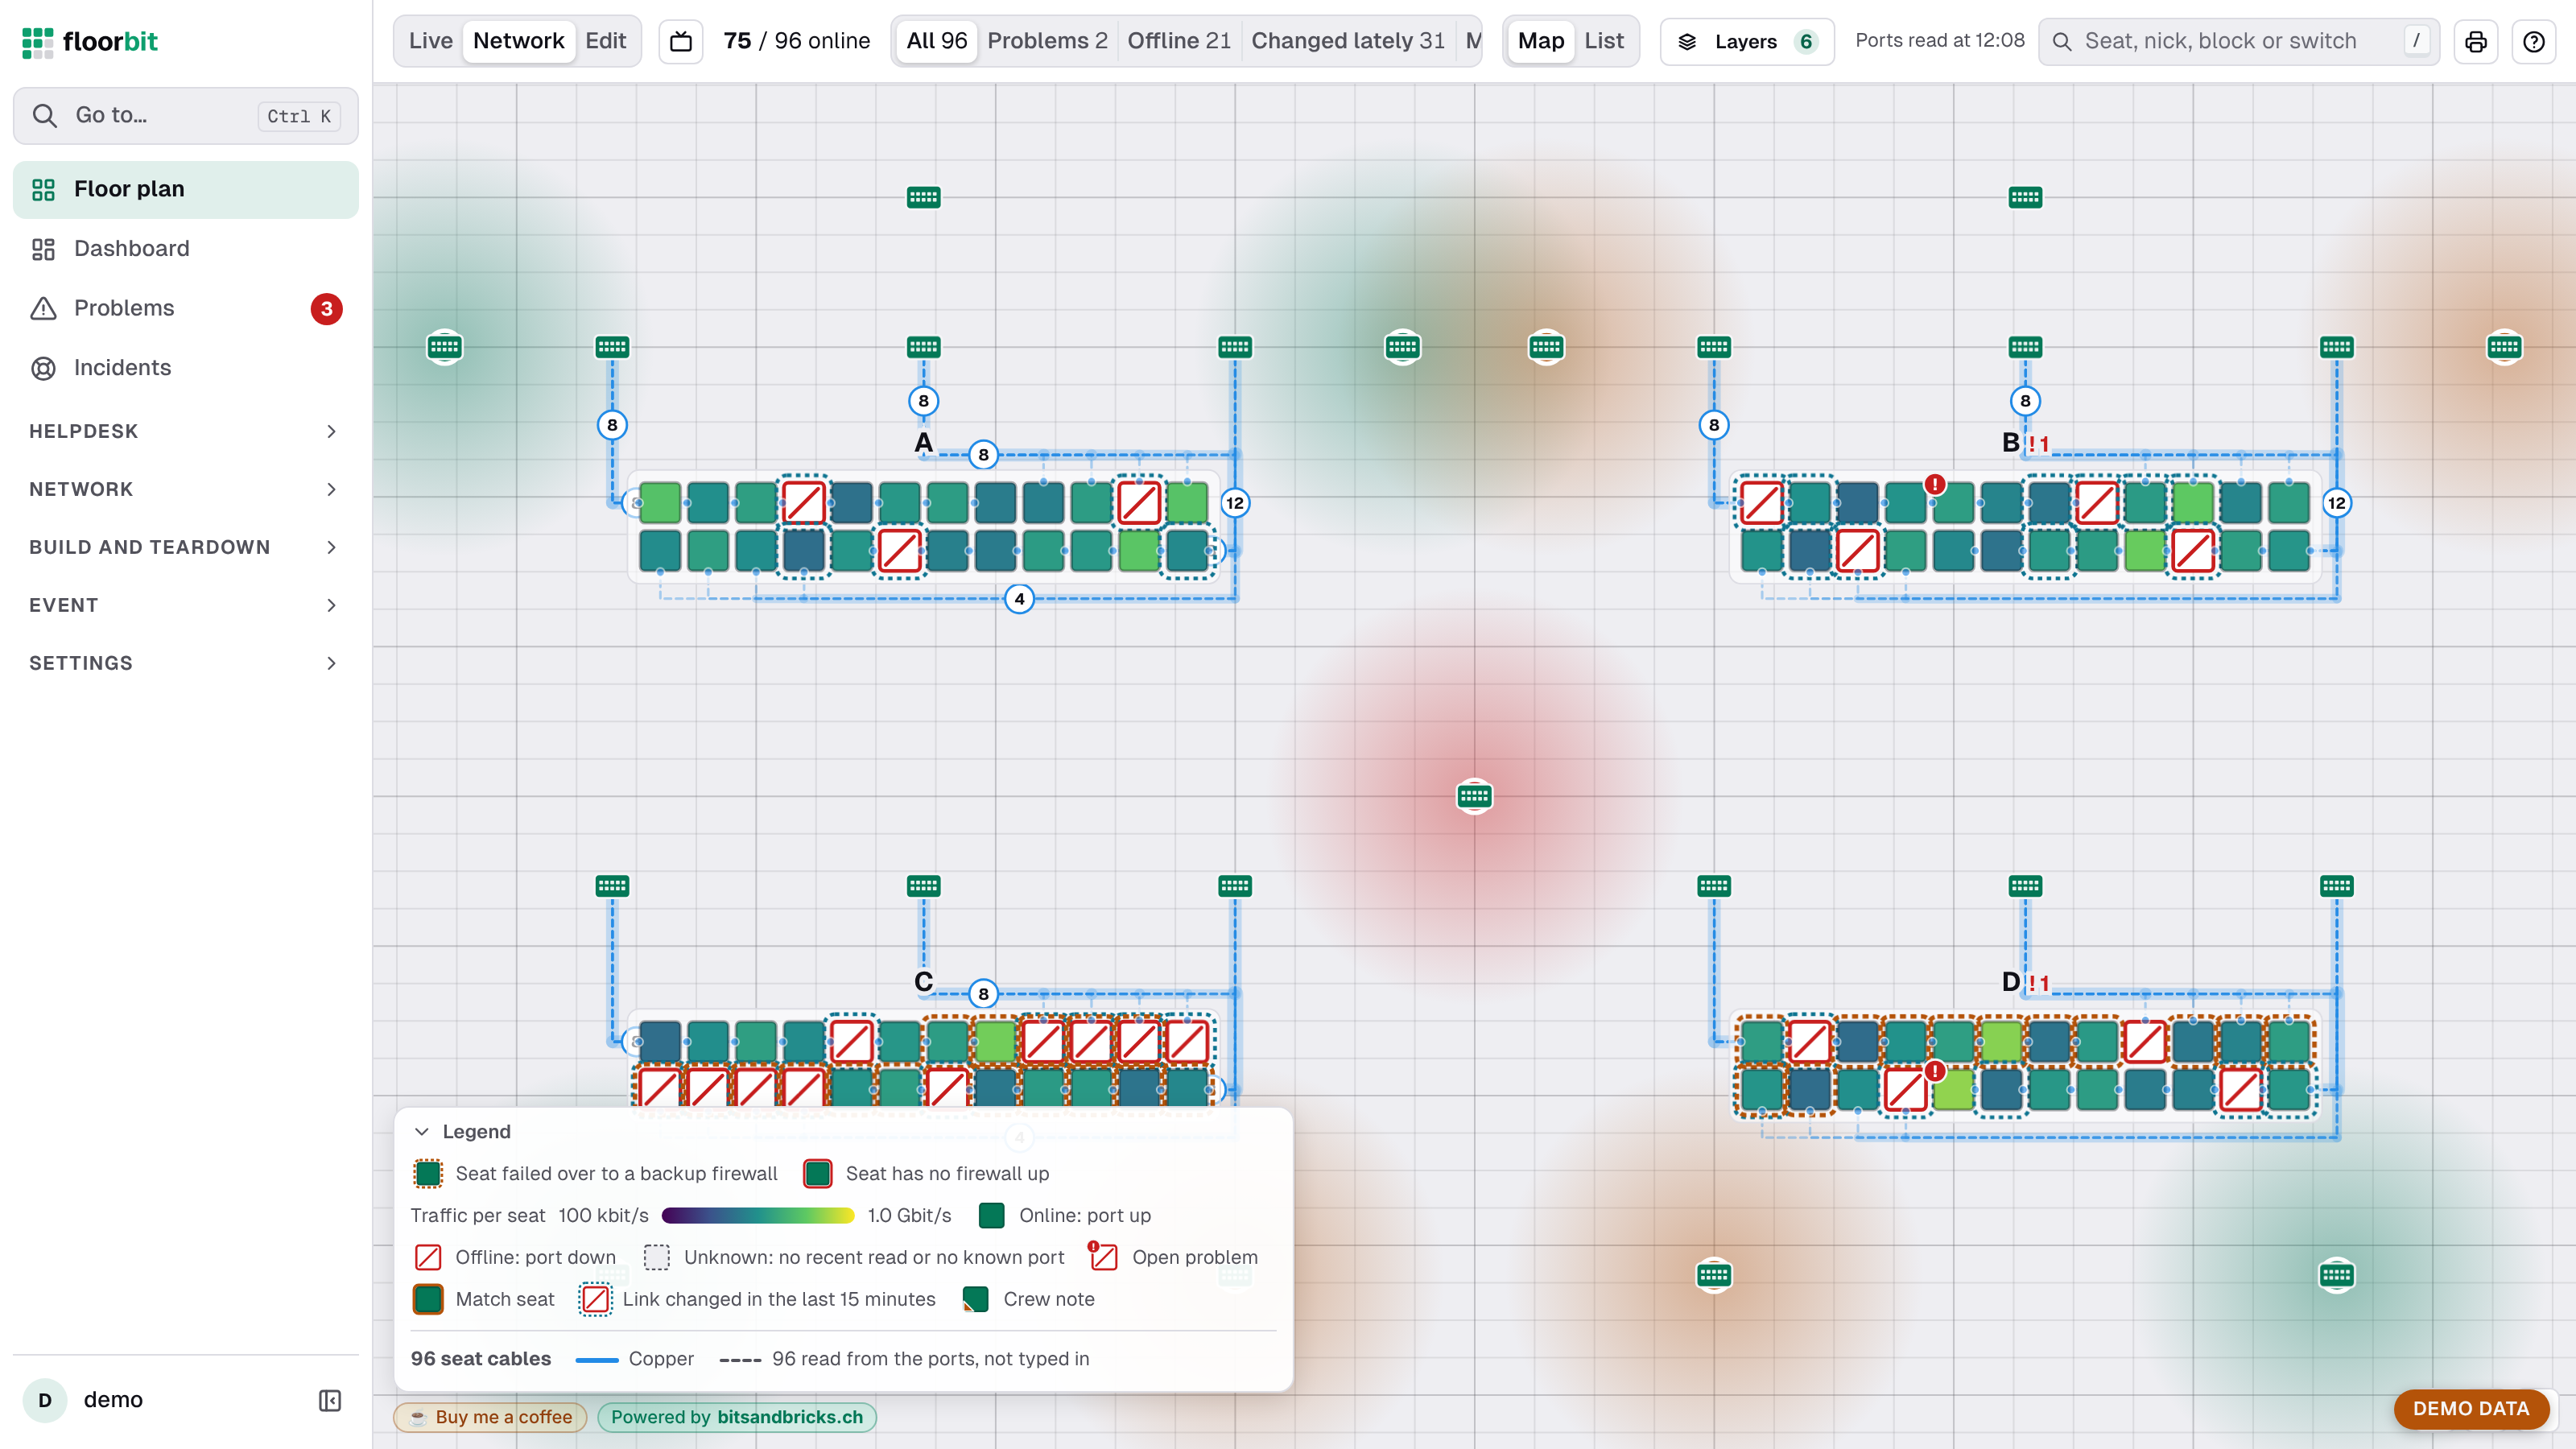 floorbit
Live Network Edit 75 / 96 online All 96 Problems 2 Offline 21 Changed lately 31 M Map List Layers 6 Ports read at 12:08 Seat, nick, block or switch /
Go to... Ctrl K
Floor plan
Dashboard
Problems 3
Incidents
HELPDESK
NETWORK
BUILD AND TEARDOWN
EVENT
SETTINGS
D demo
8 8
8 8
A 8
B !1
12 12
4
C 8
D !1
4
Legend
Seat failed over to a backup firewall Seat has no firewall up
Traffic per seat 100 kbit/s 1.0 Gbit/s Online: port up
Offline: port down Unknown: no recent read or no known port Open problem
Match seat Link changed in the last 15 minutes Crew note
96 seat cables Copper 96 read from the ports, not typed in
Buy me a coffee Powered by bitsandbricks.ch
DEMO DATA